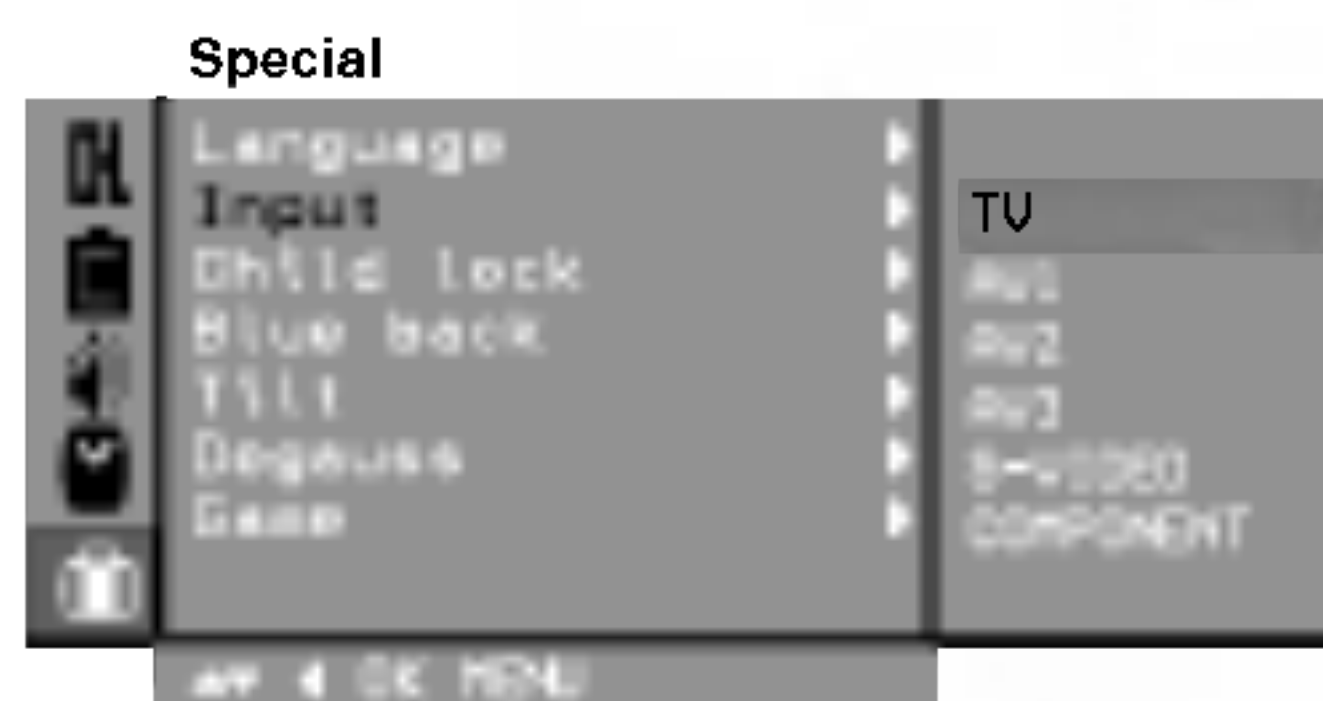 Special
Language
Input
Child lock
Blue back
Tilt
Degauss
Game
TV
AV1
AV2
AV3
S-VIDEO
COMPONENT
OK MENU